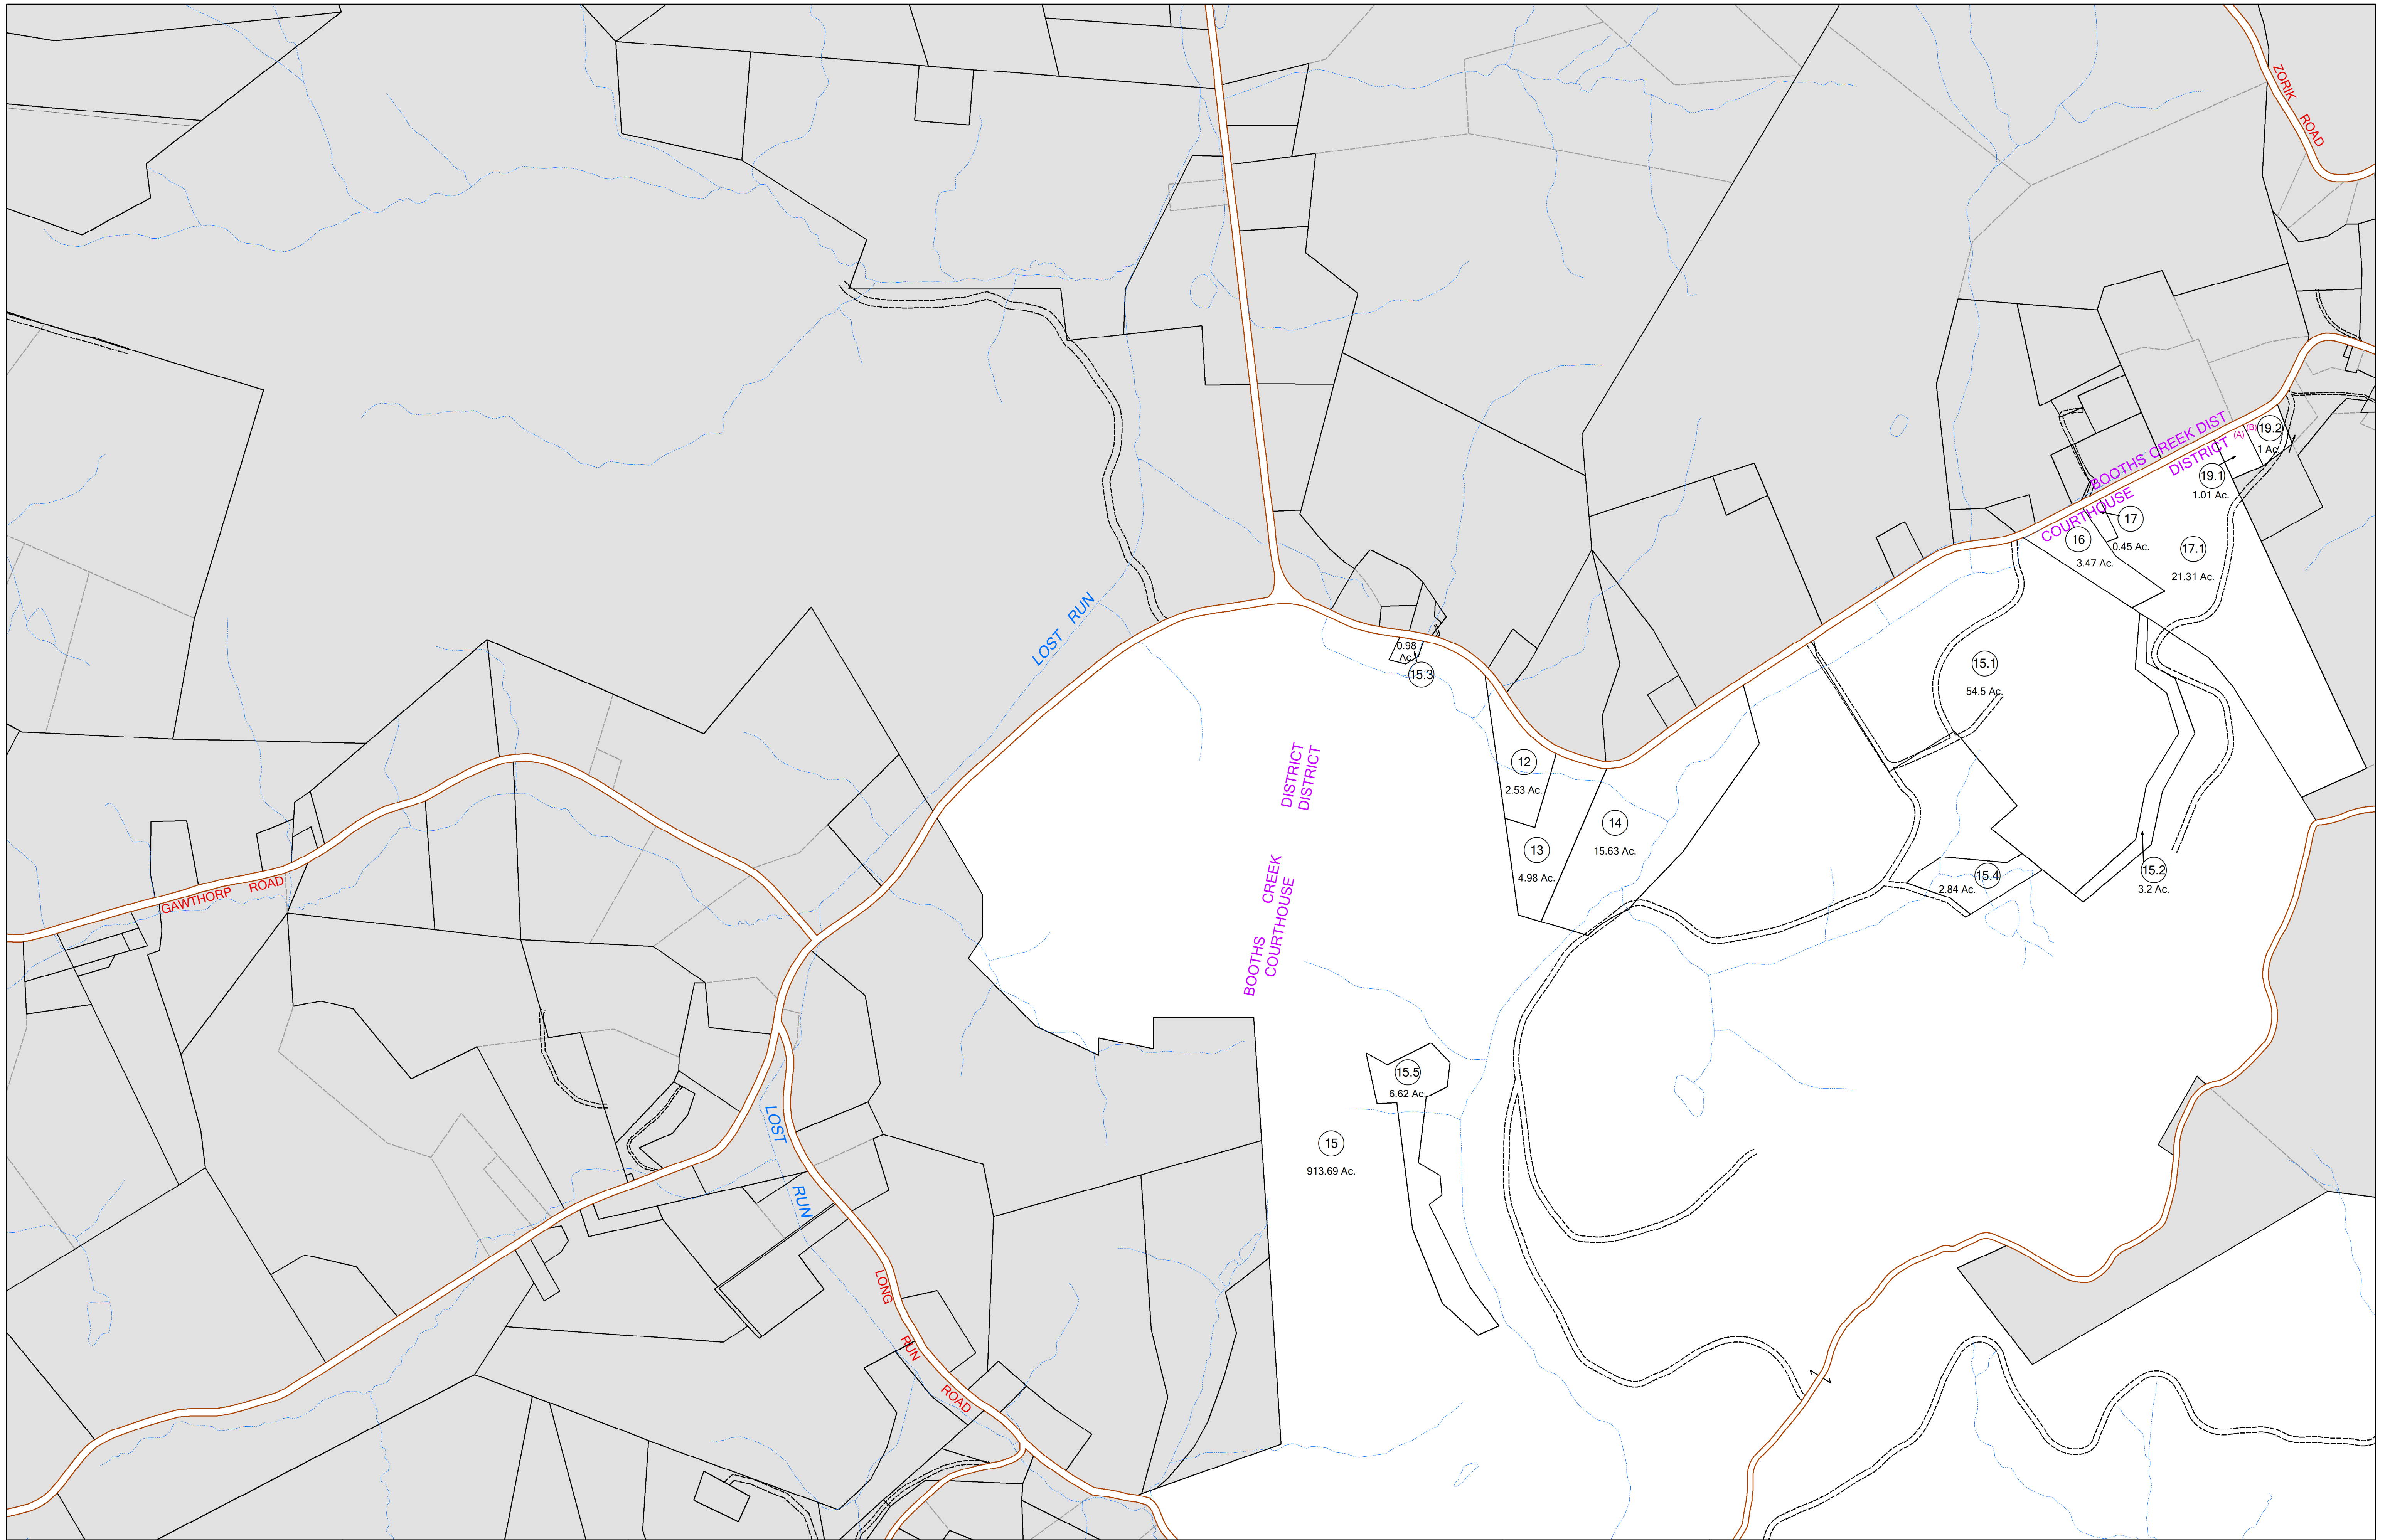 ZORIK ROAD
BOOTHS CREEK DIST
COURTHOUSE DISTRICT
(A)
(B)
19.2
1 Ac.
19.1
1.01 Ac.
17
0.45 Ac.
16
3.47 Ac.
17.1
21.31 Ac.
LOST RUN
0.98
Ac.
15.3
15.1
54.5 Ac.
BOOTHS CREEK DISTRICT
COURTHOUSE DISTRICT
12
2.53 Ac.
14
15.63 Ac.
13
4.98 Ac.
15.4
2.84 Ac.
15.2
3.2 Ac.
GAWTHORP ROAD
15.5
6.62 Ac.
15
913.69 Ac.
LOST RUN
LONG RUN ROAD